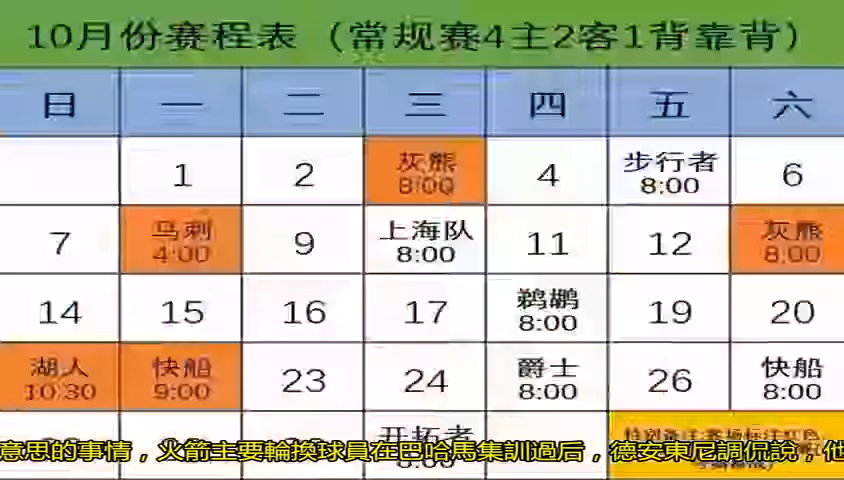 10月份赛程表（常规赛4主2客1背靠背）
日 一 二 三 四 五 六
1 2 灰熊 8:00 4 步行者 8:00 6
7 马刺 4:00 9 上海队 8:00 11 12 灰熊 8:00
14 15 16 17 鹈鹕 8:00 19 20
湖人 10:30 快船 9:00 23 24 爵士 8:00 26 快船 8:00
开拓者 8:00
意思的事情，火箭主要輪換球員在巴哈馬集訓過后，德安東尼調侃說，他